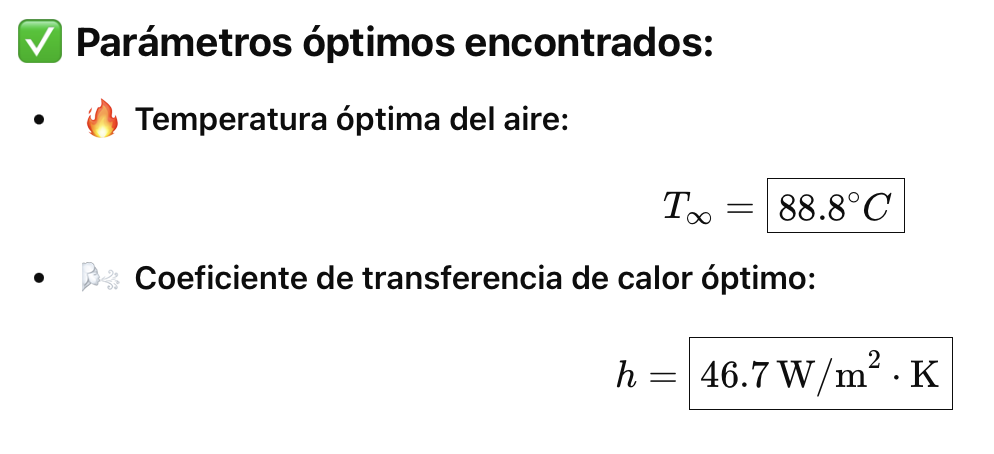 ✅ Parámetros óptimos encontrados:
• 🔥 Temperatura óptima del aire:
T∞ = 88.8°C
• 🌬️ Coeficiente de transferencia de calor óptimo:
h = 46.7 W/m² · K